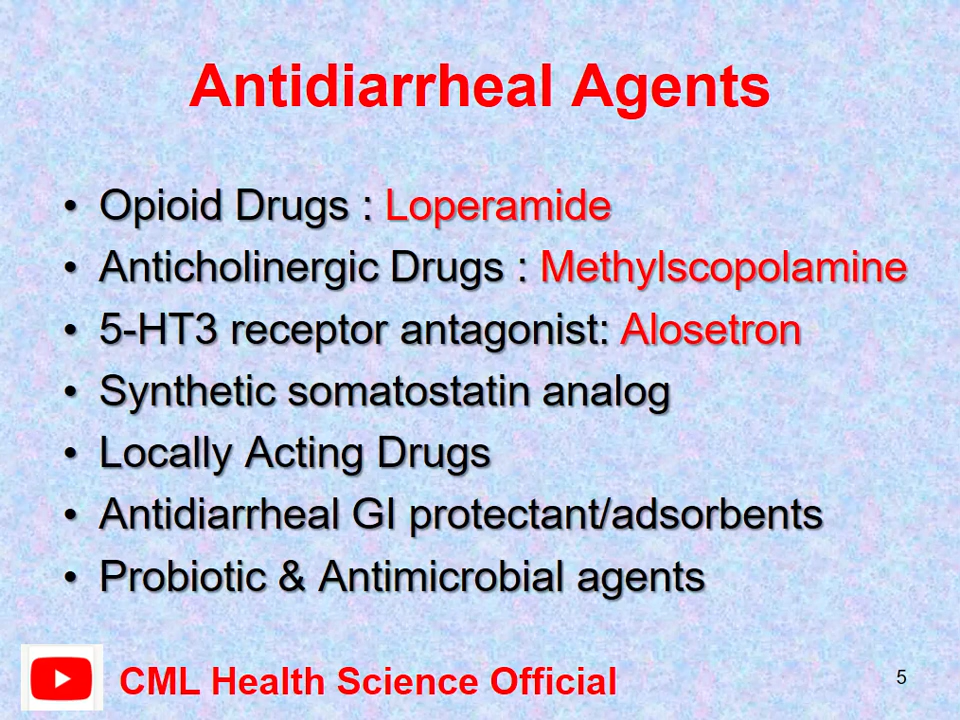 Antidiarrheal Agents
• Opioid Drugs : Loperamide
• Anticholinergic Drugs : Methylscopolamine
• 5-HT3 receptor antagonist: Alosetron
• Synthetic somatostatin analog
• Locally Acting Drugs
• Antidiarrheal GI protectant/adsorbents
• Probiotic & Antimicrobial agents
CML Health Science Official
5